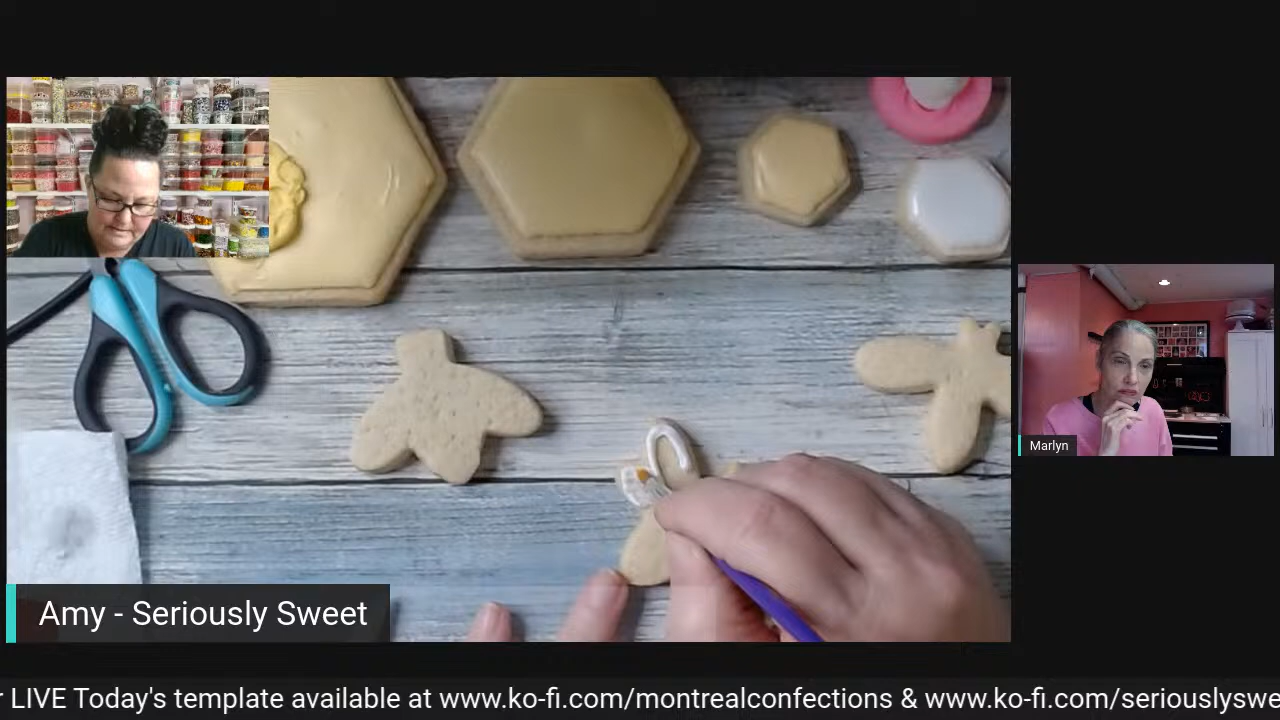 Marlyn
Amy - Seriously Sweet
r LIVE Today's template available at www.ko-fi.com/montrealconfections & www.ko-fi.com/seriouslyswe